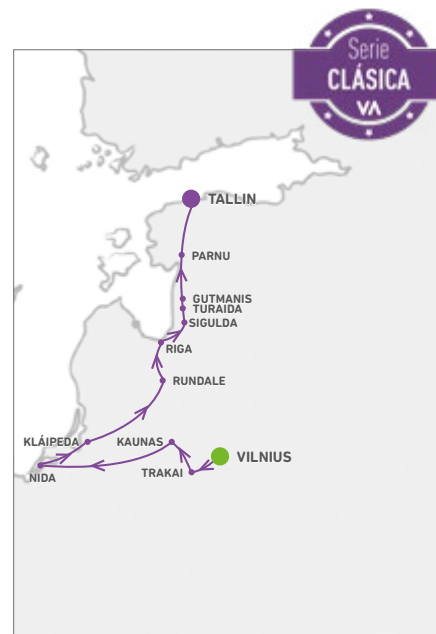 Serie
CLÁSICA
VA
TALLIN
PARNU
GUTMANIS
TURAIDA
SIGULDA
RIGA
RUNDALE
KLÁIPEDA
KAUNAS
VILNIUS
TRAKAI
NIDA